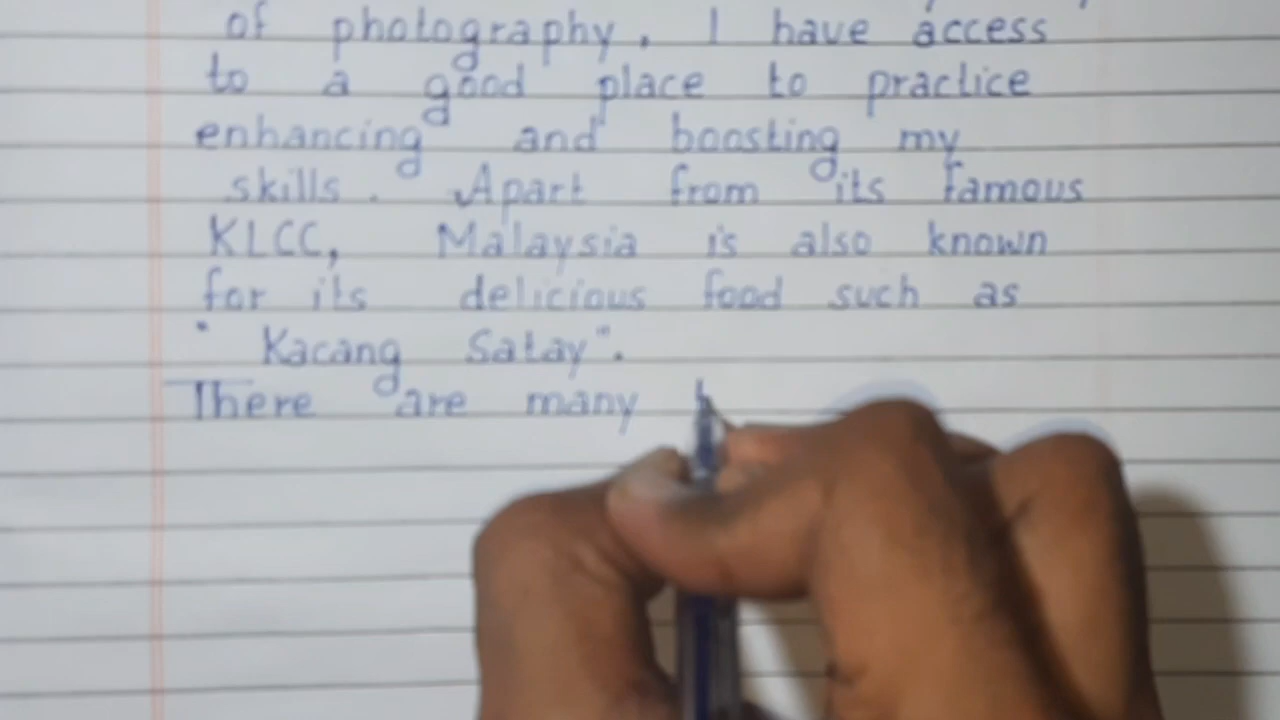 of photography. I have access
to a good place to practice
enhancing and boosting my
skills. Apart from its famous
KLCC, Malaysia is also known
for its delicious food such as
" Kacang Satay".
There are many